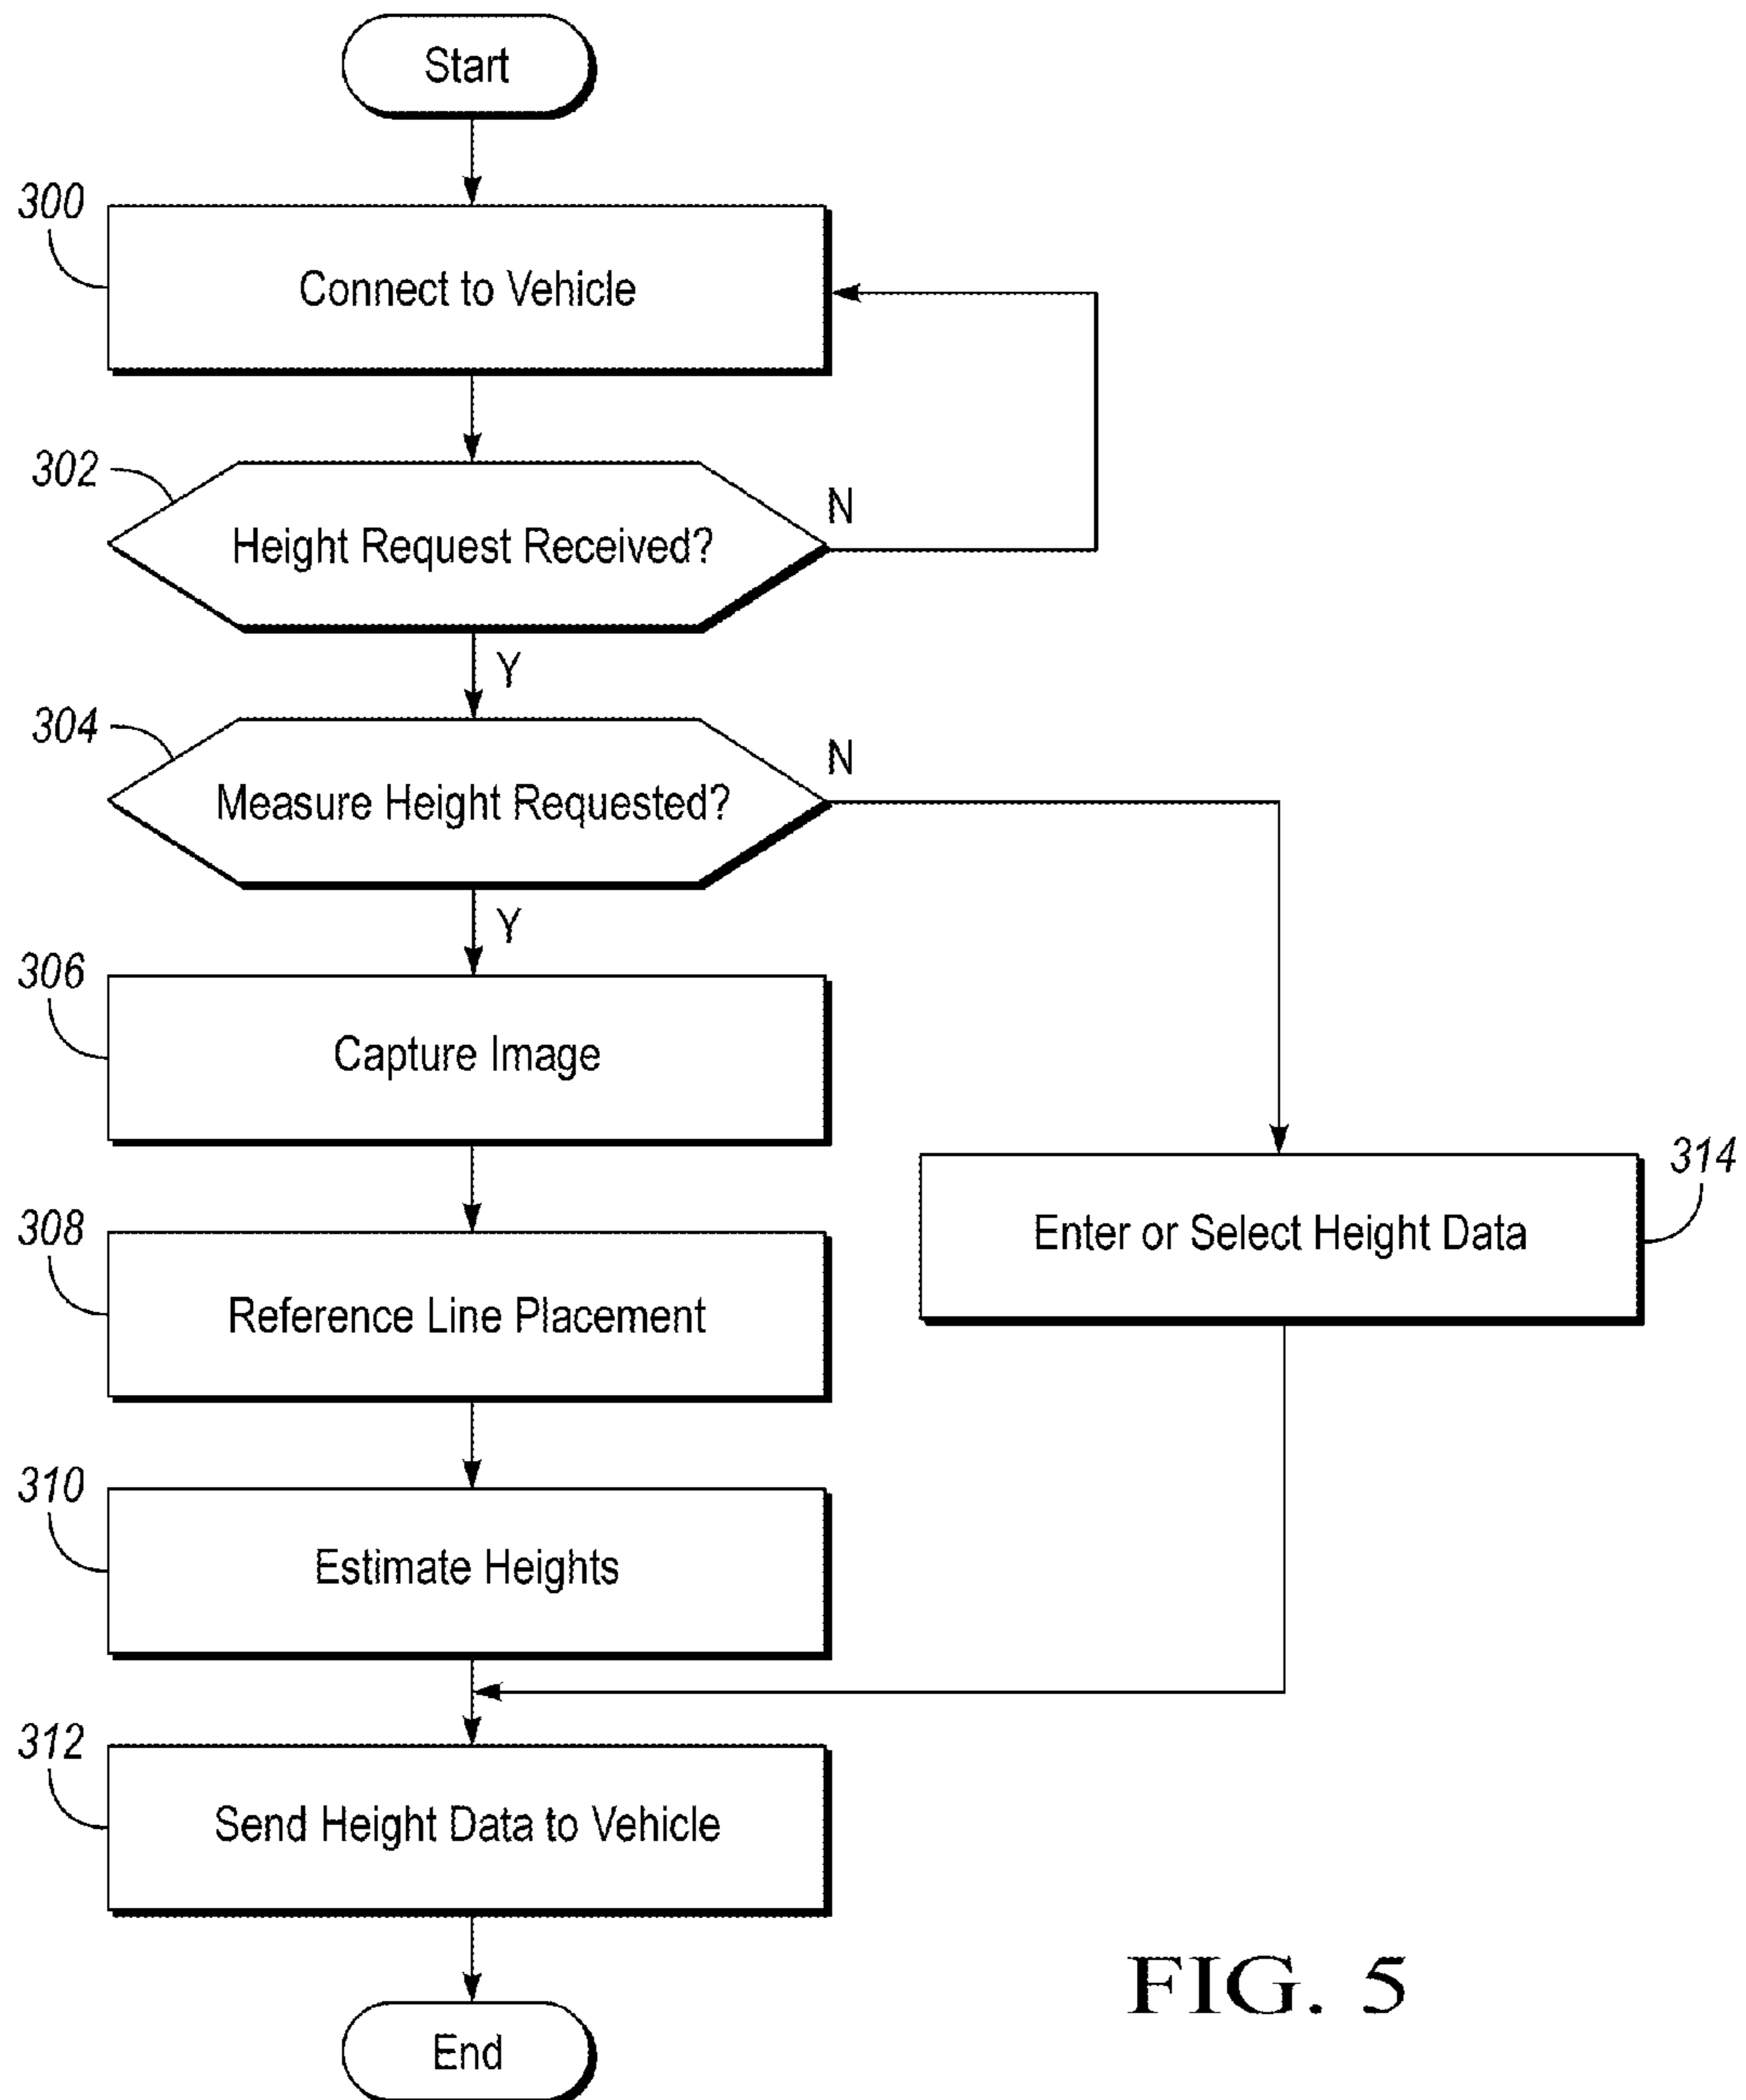 Start
300
Connect to Vehicle
302
Height Request Received?
N
Y
304
Measure Height Requested?
N
Y
306
Capture Image
314
Enter or Select Height Data
308
Reference Line Placement
310
Estimate Heights
312
Send Height Data to Vehicle
End
FIG. 5